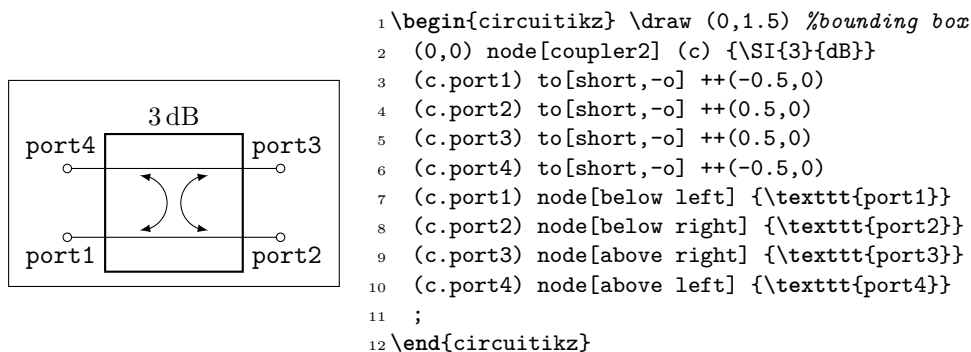 3 dB
port4 port3
port1 port2
1 \begin{circuitikz} \draw (0,1.5) %bounding box
2 (0,0) node[coupler2] (c) {\SI{3}{dB}}
3 (c.port1) to[short,-o] ++(-0.5,0)
4 (c.port2) to[short,-o] ++(0.5,0)
5 (c.port3) to[short,-o] ++(0.5,0)
6 (c.port4) to[short,-o] ++(-0.5,0)
7 (c.port1) node[below left] {\texttt{port1}}
8 (c.port2) node[below right] {\texttt{port2}}
9 (c.port3) node[above right] {\texttt{port3}}
10 (c.port4) node[above left] {\texttt{port4}}
11 ;
12 \end{circuitikz}